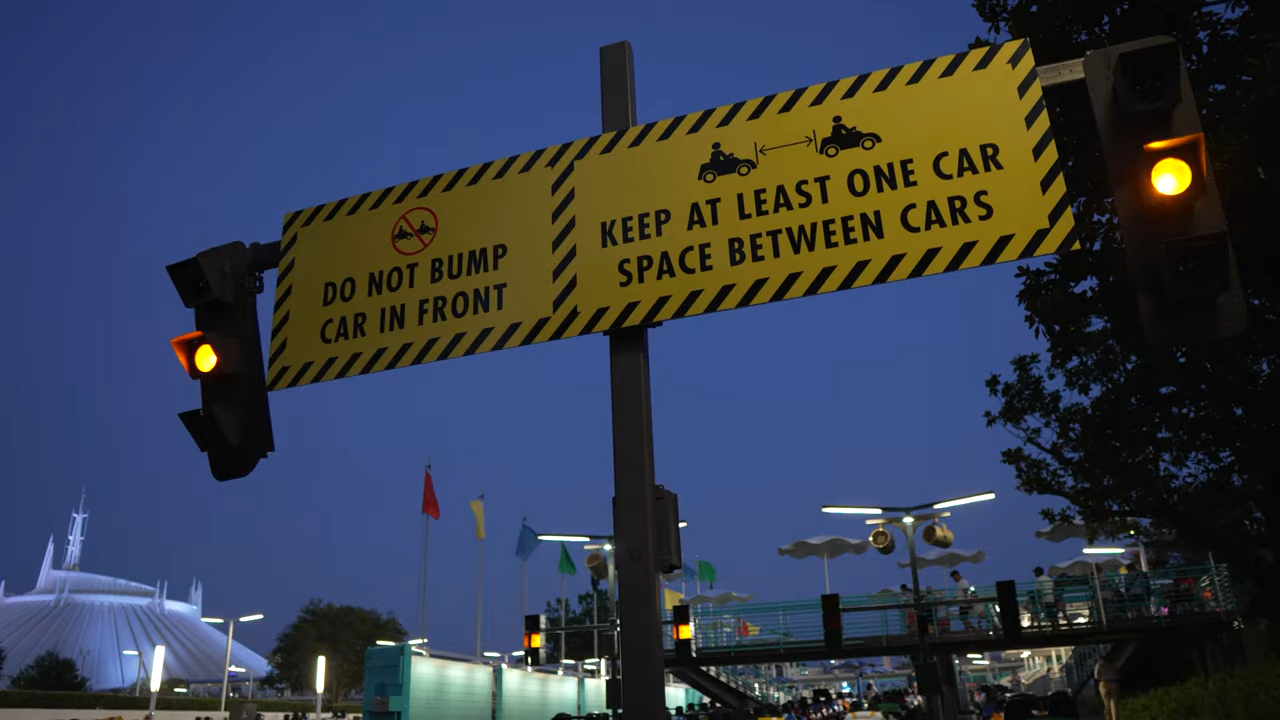 DO NOT BUMP
CAR IN FRONT
KEEP AT LEAST ONE CAR
SPACE BETWEEN CARS